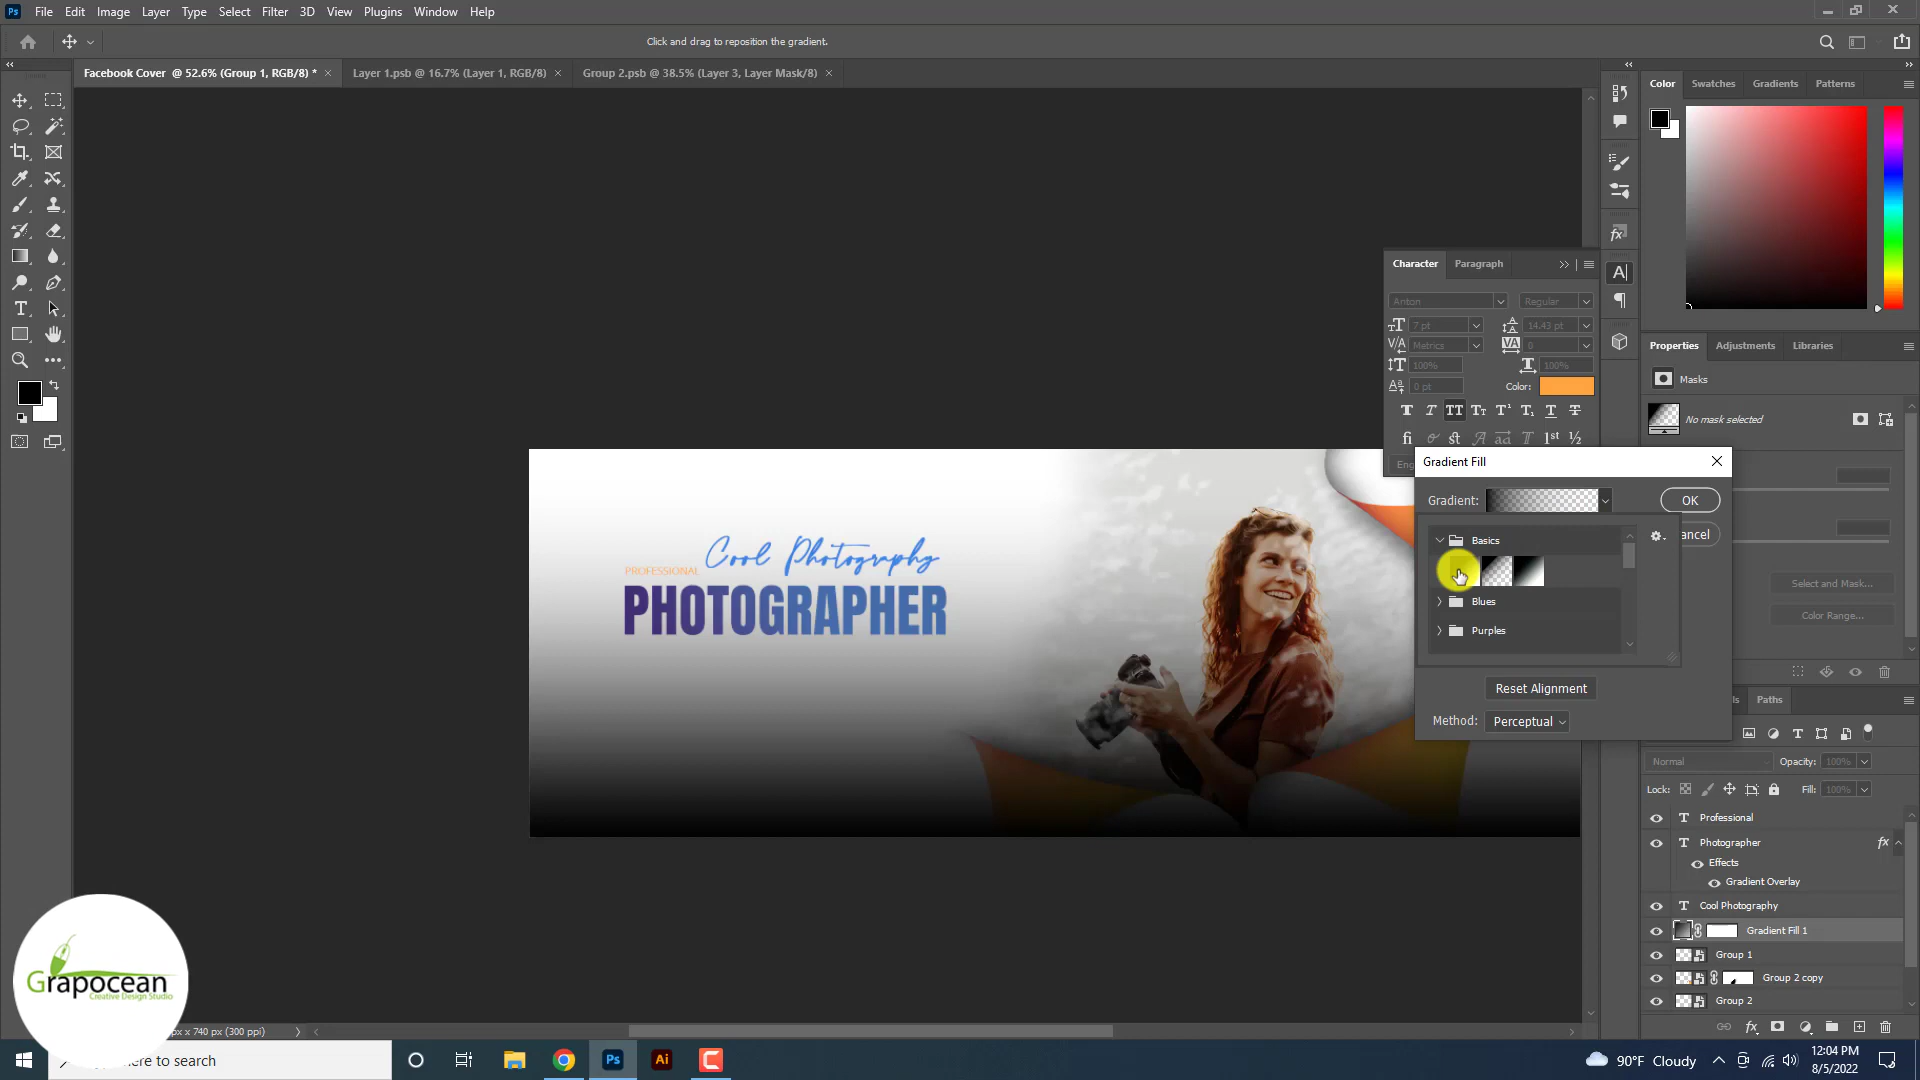 Ps File Edit Image Layer Type Select Filter 3D View Plugins Window Help
Click and drag to reposition the gradient.
Facebook Cover @ 52.6% (Group 1, RGB/8) * × Layer 1.psb @ 16.7% (Layer 1, RGB/8) × Group 2.psb @ 38.5% (Layer 3, Layer Mask/8) ×
Color Swatches Gradients Patterns
Character Paragraph
Anton Regular
7 pt 14.43 pt
Metrics 0
100% 100%
0 pt Color:
Eng
Properties Adjustments Libraries
Masks
No mask selected
Select and Mask...
Color Range...
Gradient Fill
Gradient: OK
ancel
Basics
Blues
Purples
Reset Alignment
Method: Perceptual
Cool Photography
PROFESSIONAL
PHOTOGRAPHER
ls Paths
Normal Opacity: 100%
Lock: Fill: 100%
Professional
Photographer fx
Effects
Gradient Overlay
Cool Photography
Gradient Fill 1
Group 1
Group 2 copy
Group 2
Grapocean
Creative Design Studio
px x 740 px (300 ppi)
here to search
Ps Ai
90°F Cloudy
12:04 PM
8/5/2022